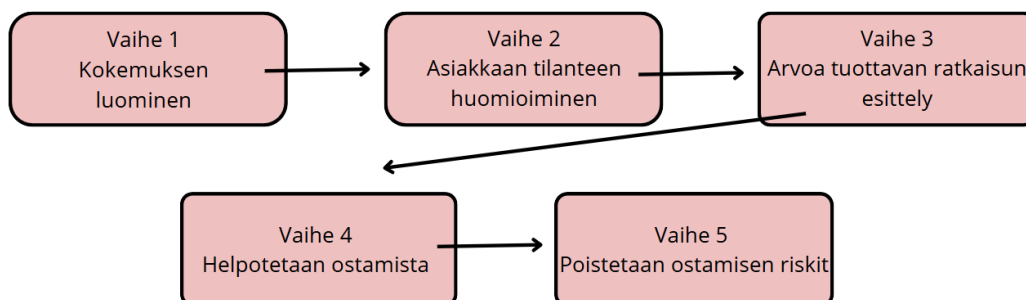 Vaihe 1
Kokemuksen
luominen
Vaihe 2
Asiakkaan tilanteen
huomioiminen
Vaihe 3
Arvoa tuottavan ratkaisun
esittely
Vaihe 4
Helpotetaan ostamista
Vaihe 5
Poistetaan ostamisen riskit